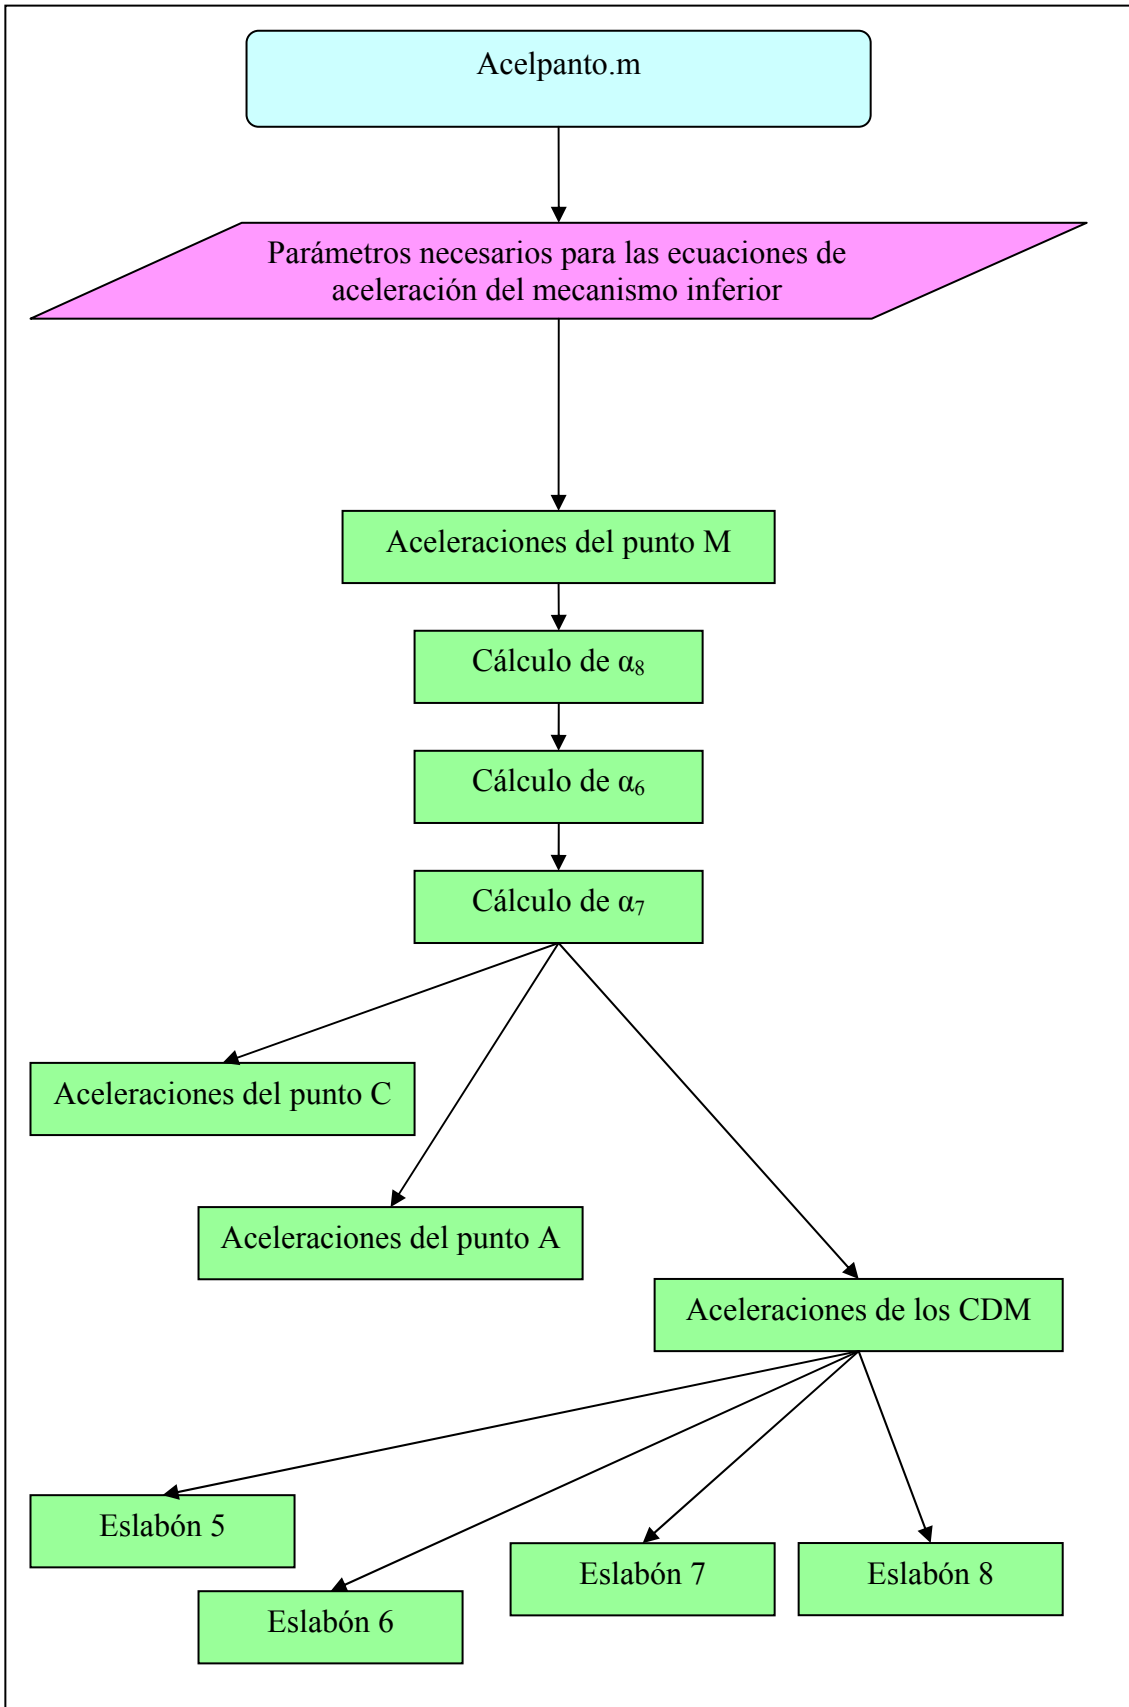 Acelpanto.m
Parámetros necesarios para las ecuaciones de
aceleración del mecanismo inferior
Aceleraciones del punto M
Cálculo de α₈
Cálculo de α₆
Cálculo de α₇
Aceleraciones del punto C
Aceleraciones del punto A
Aceleraciones de los CDM
Eslabón 5
Eslabón 6
Eslabón 7
Eslabón 8